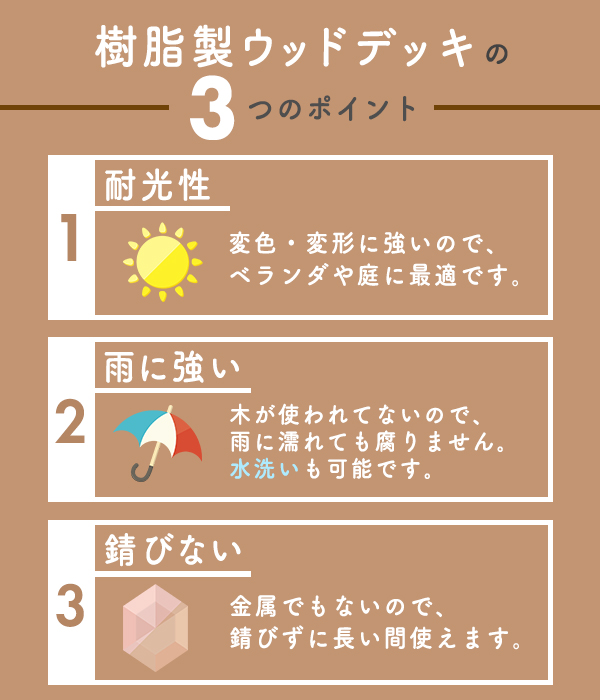 樹脂製ウッドデッキの
3つのポイント
1
耐光性
変色・変形に強いので、
ベランダや庭に最適です。
2
雨に強い
木が使われてないので、
雨に濡れても腐りません。
水洗いも可能です。
3
錆びない
金属でもないので、
錆びずに長い間使えます。